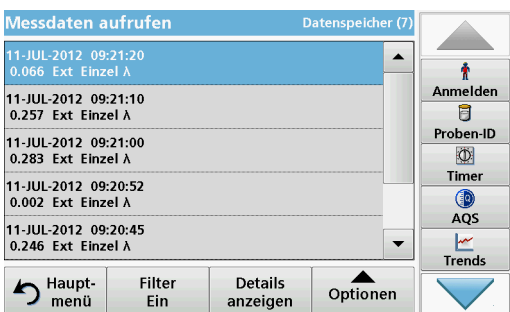 Messdaten aufrufen Datenspeicher (7)
11-JUL-2012 09:21:20
0.066 Ext Einzel λ
11-JUL-2012 09:21:10
0.257 Ext Einzel λ
11-JUL-2012 09:21:00
0.283 Ext Einzel λ
11-JUL-2012 09:20:52
0.002 Ext Einzel λ
11-JUL-2012 09:20:45
0.246 Ext Einzel λ
Anmelden
Proben-ID
Timer
AQS
Trends
Haupt-
menü
Filter
Ein
Details
anzeigen
Optionen